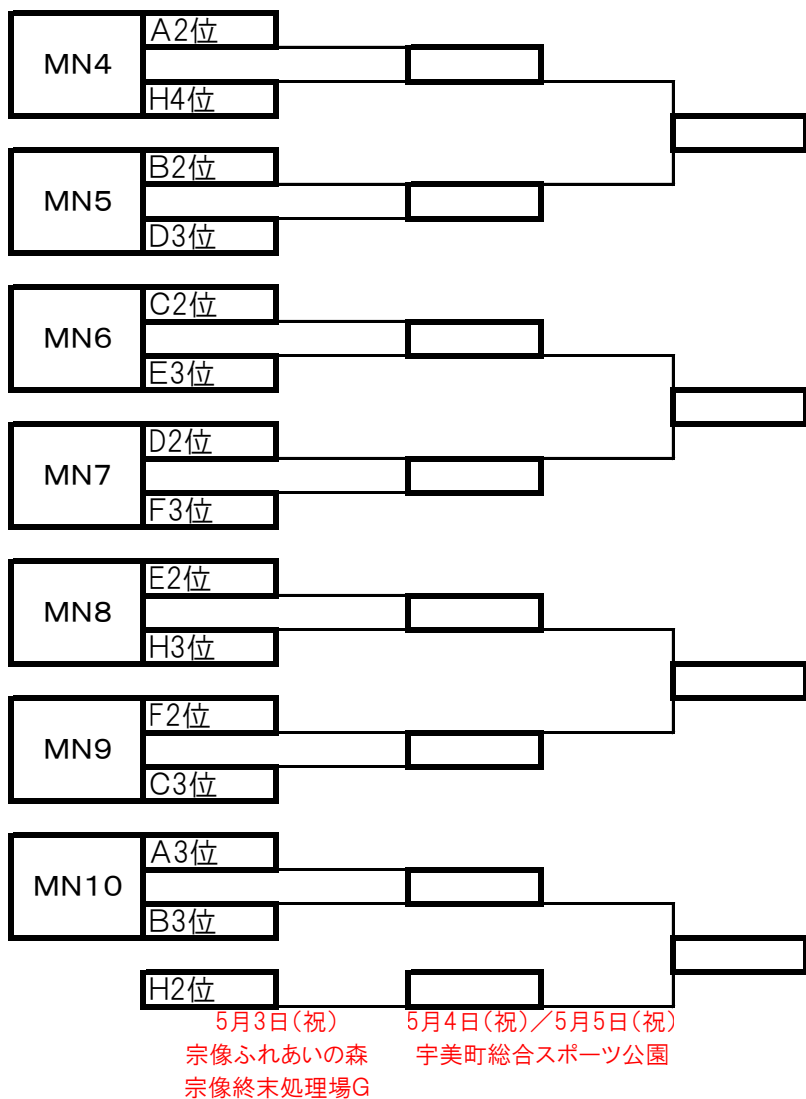 A2位
MN4
H4位
B2位
MN5
D3位
C2位
MN6
E3位
D2位
MN7
F3位
E2位
MN8
H3位
F2位
MN9
C3位
A3位
MN10
B3位
H2位
5月3日(祝)
5月4日(祝)/5月5日(祝)
宗像ふれあいの森
宇美町総合スポーツ公園
宗像終末処理場G